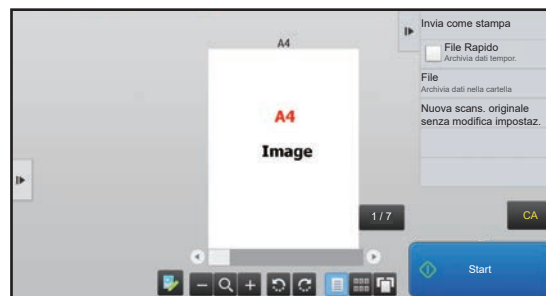 A4
A4
Image
1 / 7
Invia come stampa
File Rapido
Archivia dati tempor.
File
Archivia dati nella cartella
Nuova scans. originale
senza modifica impostaz.
CA
Start